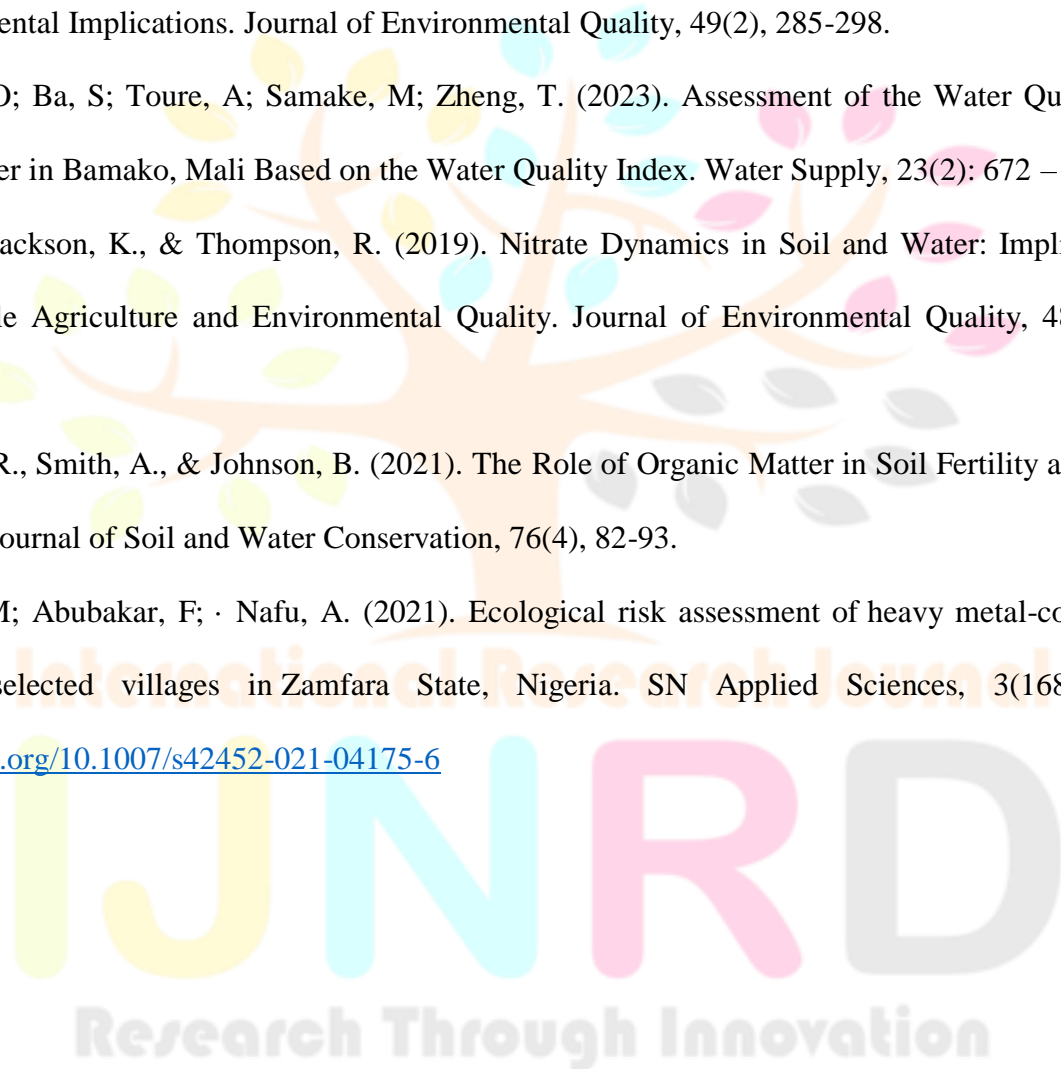 ental Implications. Journal of Environmental Quality, 49(2), 285-298.
; Ba, S; Toure, A; Samake, M; Zheng, T. (2023). Assessment of the Water Qu
er in Bamako, Mali Based on the Water Quality Index. Water Supply, 23(2): 672 –
ackson, K., & Thompson, R. (2019). Nitrate Dynamics in Soil and Water: Impl
le Agriculture and Environmental Quality. Journal of Environmental Quality, 48
R., Smith, A., & Johnson, B. (2021). The Role of Organic Matter in Soil Fertility a
ournal of Soil and Water Conservation, 76(4), 82-93.
M; Abubakar, F; · Nafu, A. (2021). Ecological risk assessment of heavy metal-co
selected villages in Zamfara State, Nigeria. SN Applied Sciences, 3(168
.org/10.1007/s42452-021-04175-6
International Research Journal
IJNRD
Research Through Innovation